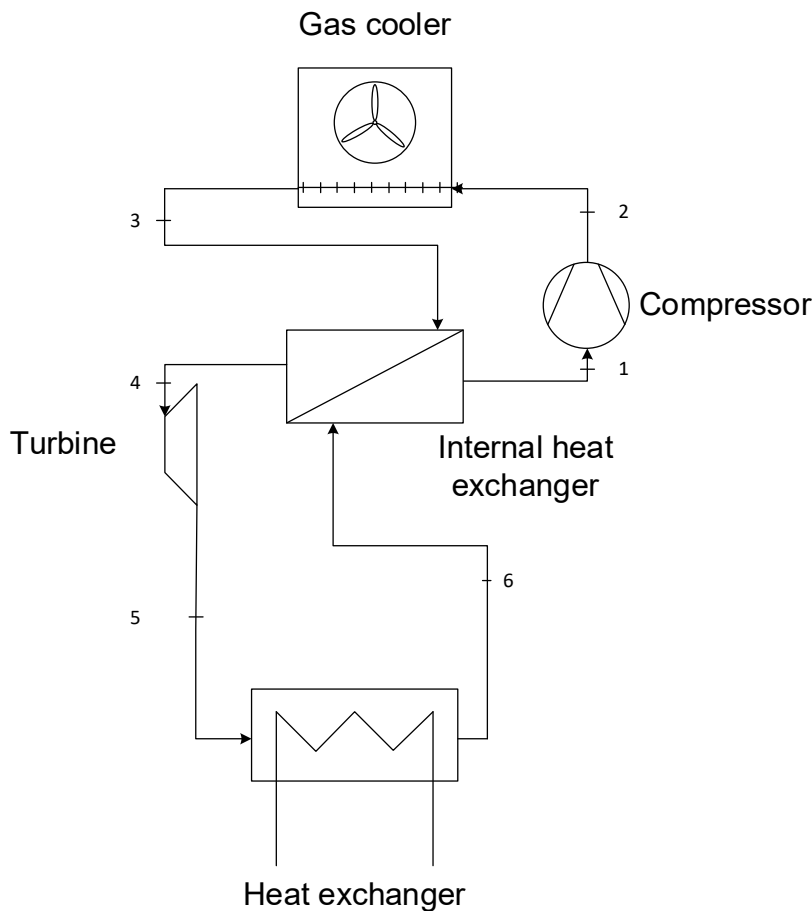 Gas cooler
3
2
Compressor
4
1
Turbine
Internal heat
exchanger
6
5
Heat exchanger